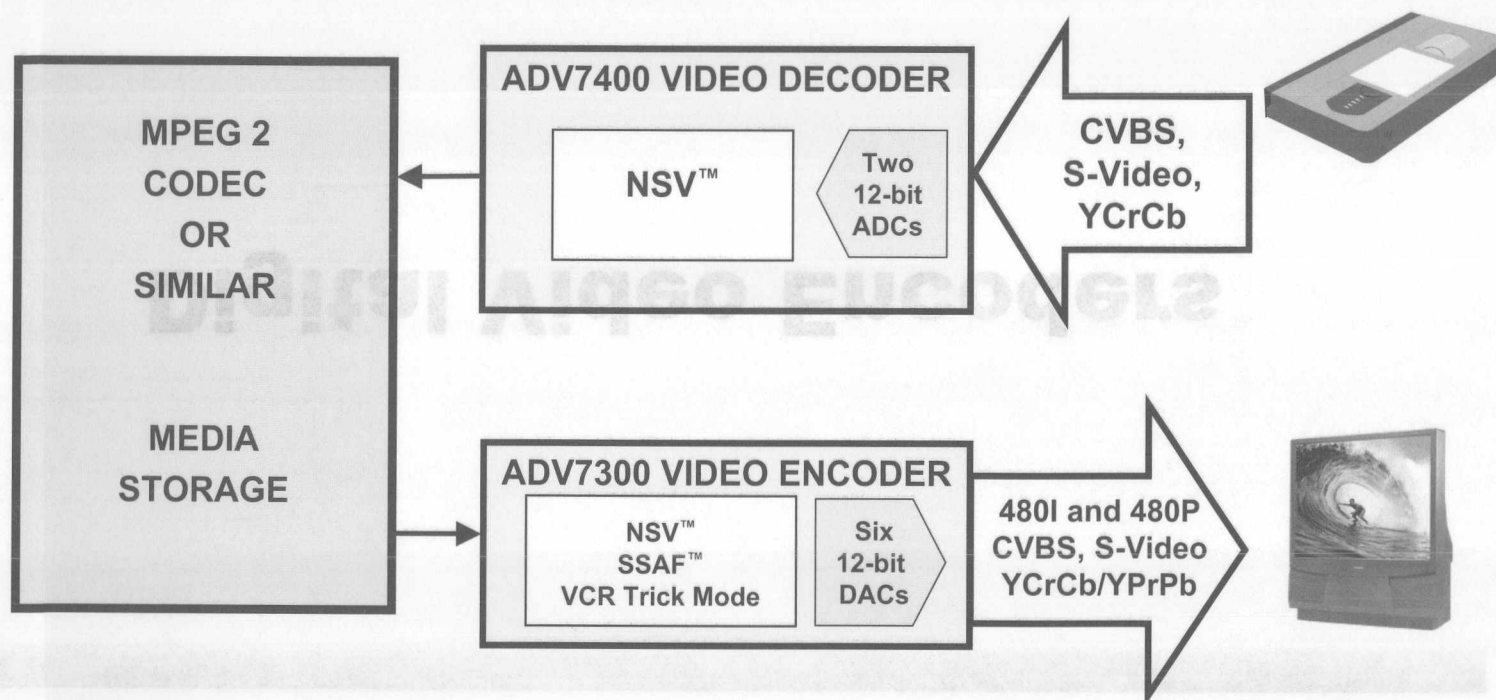 MPEG 2
CODEC
OR
SIMILAR
MEDIA
STORAGE
ADV7400 VIDEO DECODER
NSV™
Two
12-bit
ADCs
CVBS,
S-Video,
YCrCb
Digital Video Encoders
ADV7300 VIDEO ENCODER
NSV™
SSAF™
VCR Trick Mode
Six
12-bit
DACs
480I and 480P
CVBS, S-Video
YCrCb/YPrPb